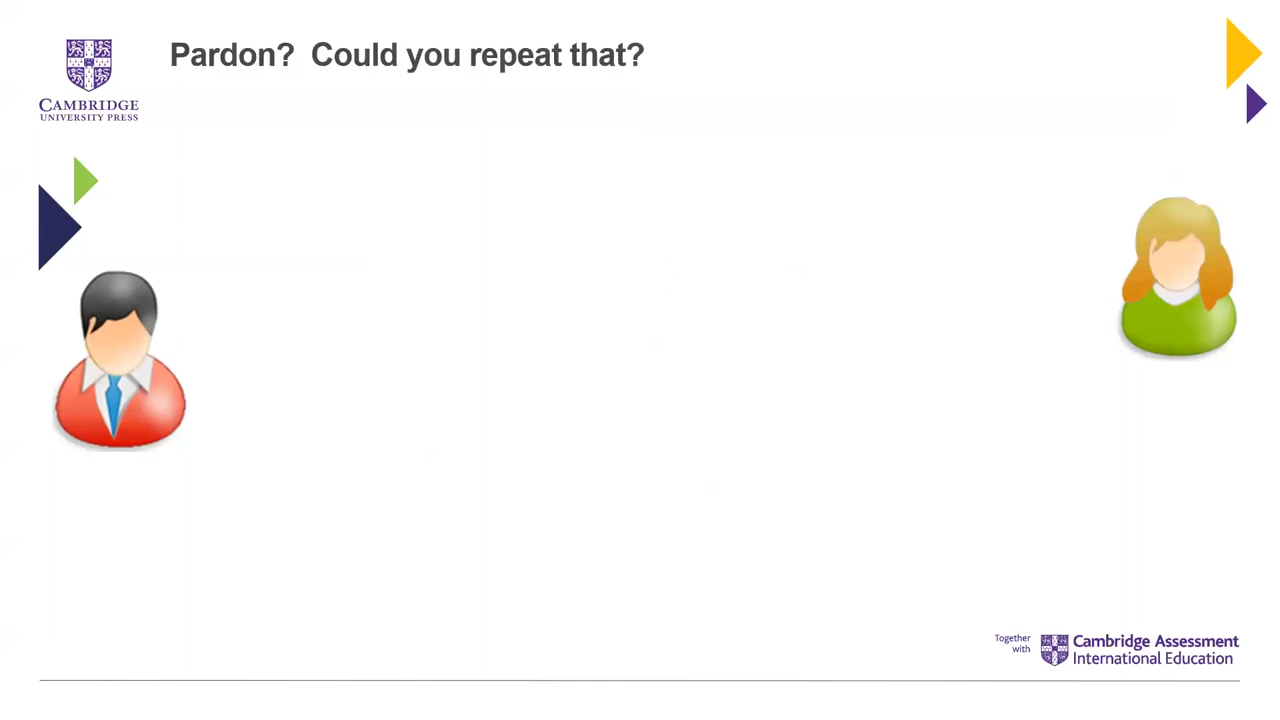 Pardon?  Could you repeat that?
CAMBRIDGE
UNIVERSITY PRESS
Together
with
Cambridge Assessment
International Education